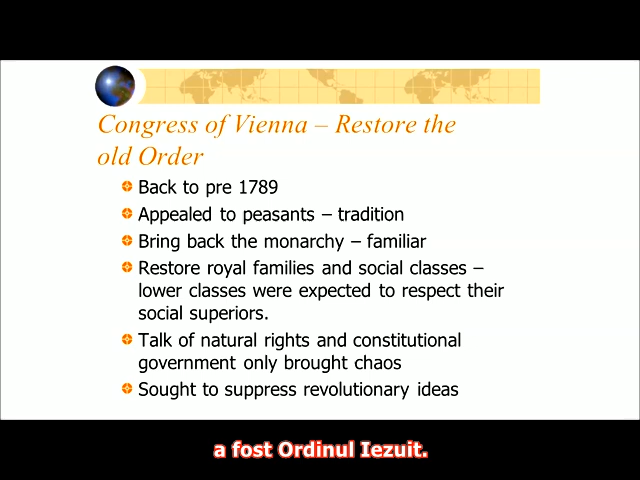 Congress of Vienna – Restore the
old Order
Back to pre 1789
Appealed to peasants – tradition
Bring back the monarchy – familiar
Restore royal families and social classes –
lower classes were expected to respect their
social superiors.
Talk of natural rights and constitutional
government only brought chaos
Sought to suppress revolutionary ideas
a fost Ordinul Iezuit.